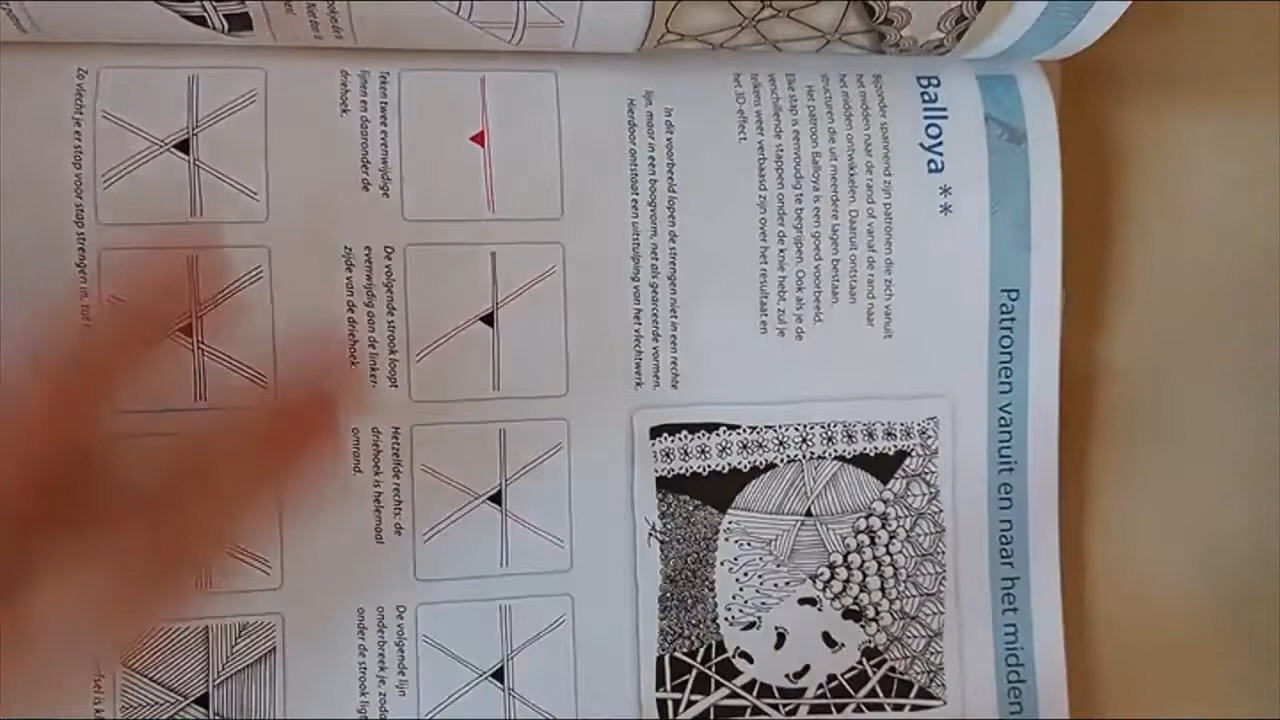 Patronen vanuit en naar het midden
Balloya **
Bijzonder spannend zijn patronen die zich vanuit
het midden naar de rand of vanaf de rand naar
het midden ontwikkelen. Daaruit ontstaan
structuren die uit meerdere lagen bestaan.
Het patroon Balloya is een goed voorbeeld.
Elke stap is eenvoudig te begrijpen. Ook als je de
verschillende stappen onder de knie hebt, zul je
telkens weer verbaasd zijn over het resultaat en
het 3D-effect.
In dit voorbeeld lopen de strengen niet in een rechte
lijn, maar in een boogvorm, net als gearceerde vormen.
Hierdoor ontstaat een uitstulping van het vlechtwerk.
Teken twee evenwijdige
lijnen en daaronder de
driehoek.
De volgende strook loopt
evenwijdig aan de linker-
zijde van de driehoek.
Hetzelfde rechts: de
driehoek is helemaal
omrand.
De volgende lijn
onderbreek je, zoda
onder de strook ligt
Zo vlecht je er stap voor stap strengen in, tot